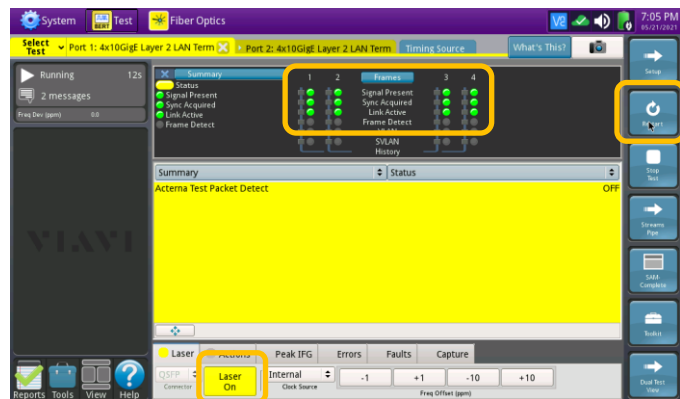 System
Test
Fiber Optics
7:05 PM
05/21/2021
Select Test
Port 1: 4x10GigE Layer 2 LAN Term
Port 2: 4x10GigE Layer 2 LAN Term
Timing Source
What's This?
Running 12s
2 messages
Freq Dev (ppm) 0.0
VIAVI
X Summary
Status
Signal Present
Sync Acquired
Link Active
Frame Detect
1 2 Frames 3 4
Signal Present
Sync Acquired
Link Active
Frame Detect
SVLAN
History
Summary
Status
Acterna Test Packet Detect OFF
Laser
Actions
Peak IFG
Errors
Faults
Capture
QSFP
Connector
Laser On
Internal
Clock Source
-1
+1
-10
+10
Freq Offset (ppm)
Reports
Tools
View
Help
Setup
Stop Test
Streams Pipe
SAM-Complete
Toolkit
Dual Test View